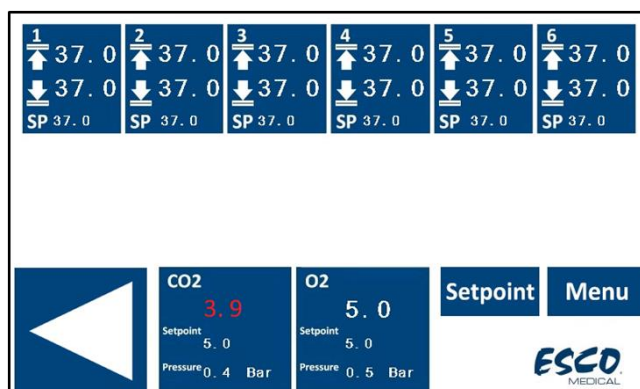 1 2 3 4 5 6
37.0 37.0 37.0 37.0 37.0 37.0
37.0 37.0 37.0 37.0 37.0 37.0
SP 37.0 SP 37.0 SP 37.0 SP 37.0 SP 37.0 SP 37.0
CO2
3.9
Setpoint
5.0
Pressure 0.4 Bar
O2
5.0
Setpoint
5.0
Pressure 0.5 Bar
Setpoint
Menu
ESCO
MEDICAL